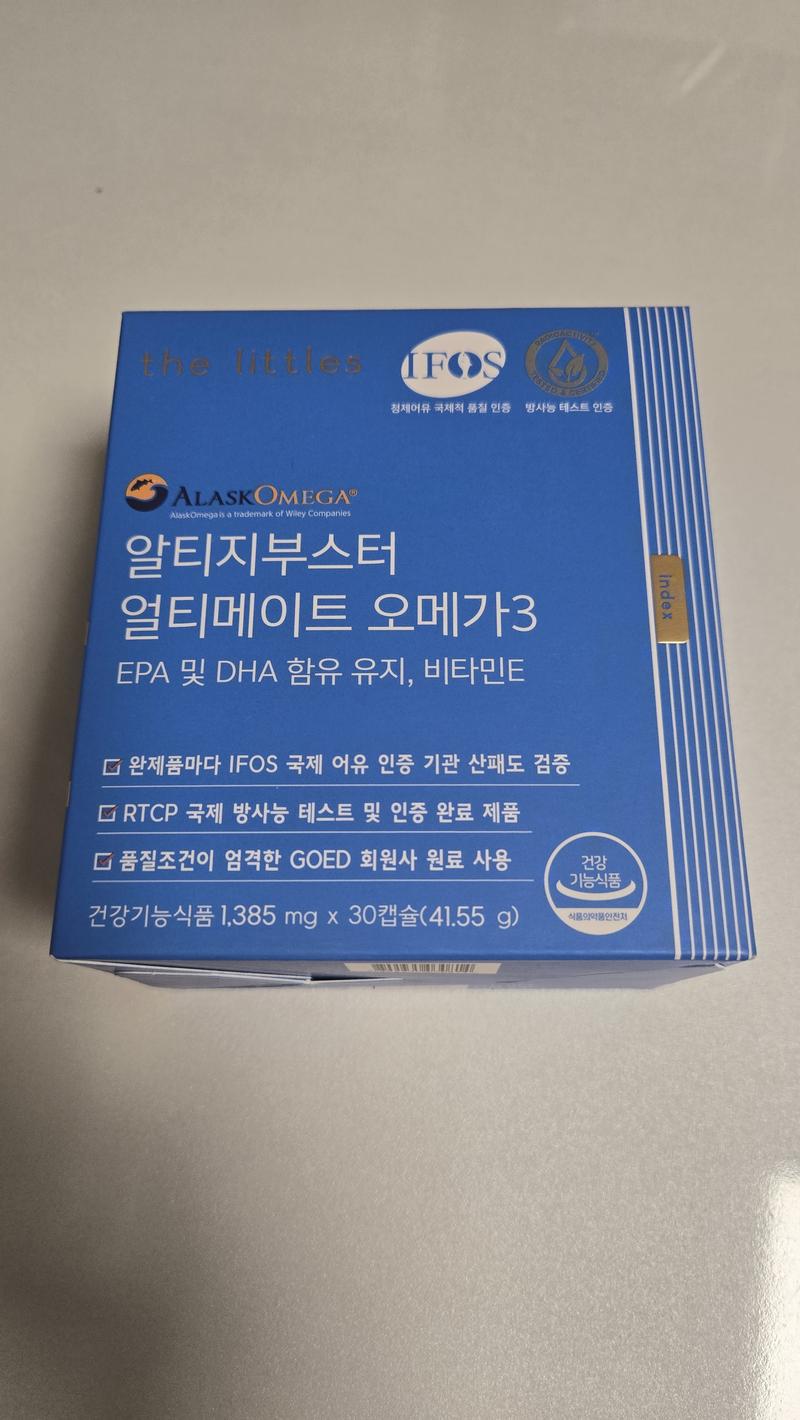 the littles
IFOS
정제어유 국제적 품질 인증
RADIOACTIVITY
TESTED & CERTIFIED
방사능 테스트 인증
ALASKOMEGA®
AlaskOmega is a trademark of Wiley Companies
알티지부스터
얼티메이트 오메가3
EPA 및 DHA 함유 유지, 비타민E
index
완제품마다 IFOS 국제 어유 인증 기관 산패도 검증
RTCP 국제 방사능 테스트 및 인증 완료 제품
품질조건이 엄격한 GOED 회원사 원료 사용
건강기능식품 1,385 mg x 30캡슐(41.55 g)
건강
기능식품
식품의약품안전처